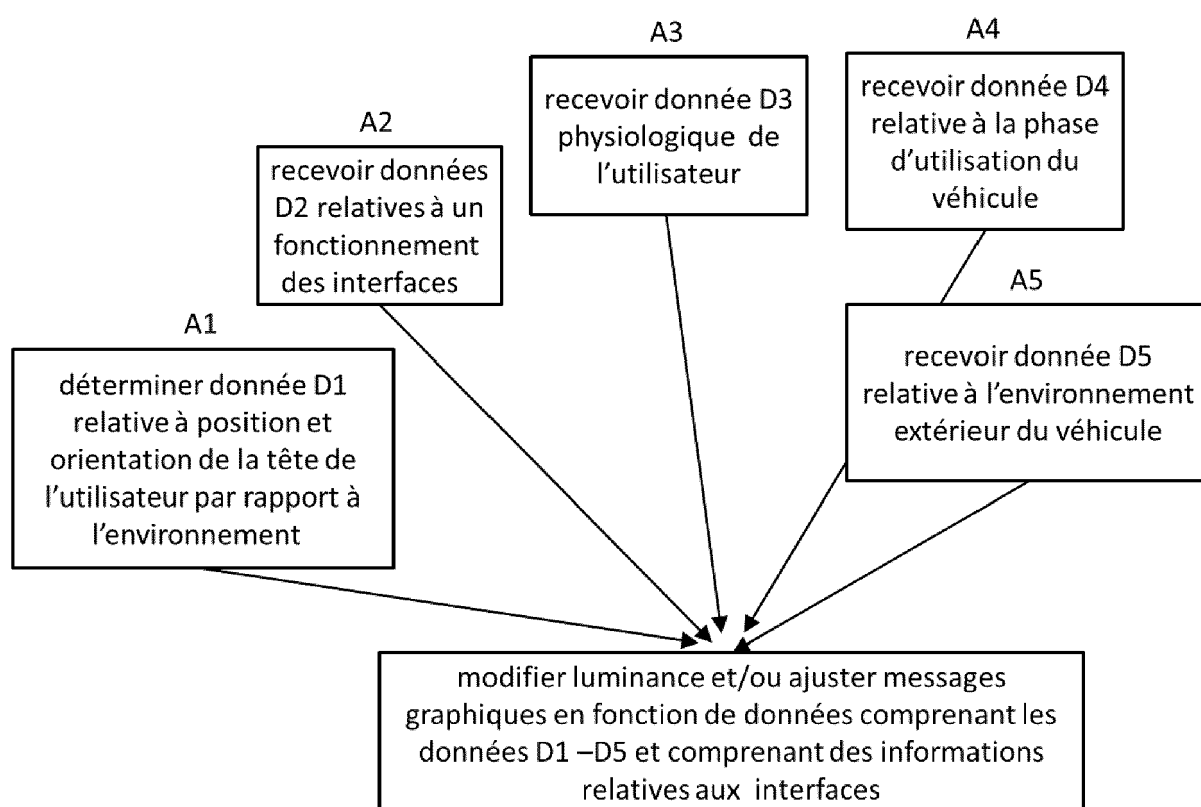 A1
déterminer donnée D1
relative à position et
orientation de la tête de
l'utilisateur par rapport à
l'environnement
A2
recevoir données
D2 relatives à un
fonctionnement
des interfaces
A3
recevoir donnée D3
physiologique de
l'utilisateur
A4
recevoir donnée D4
relative à la phase
d'utilisation du
véhicule
A5
recevoir donnée D5
relative à l'environnement
extérieur du véhicule
modifier luminance et/ou ajuster messages
graphiques en fonction de données comprenant les
données D1 –D5 et comprenant des informations
relatives aux interfaces